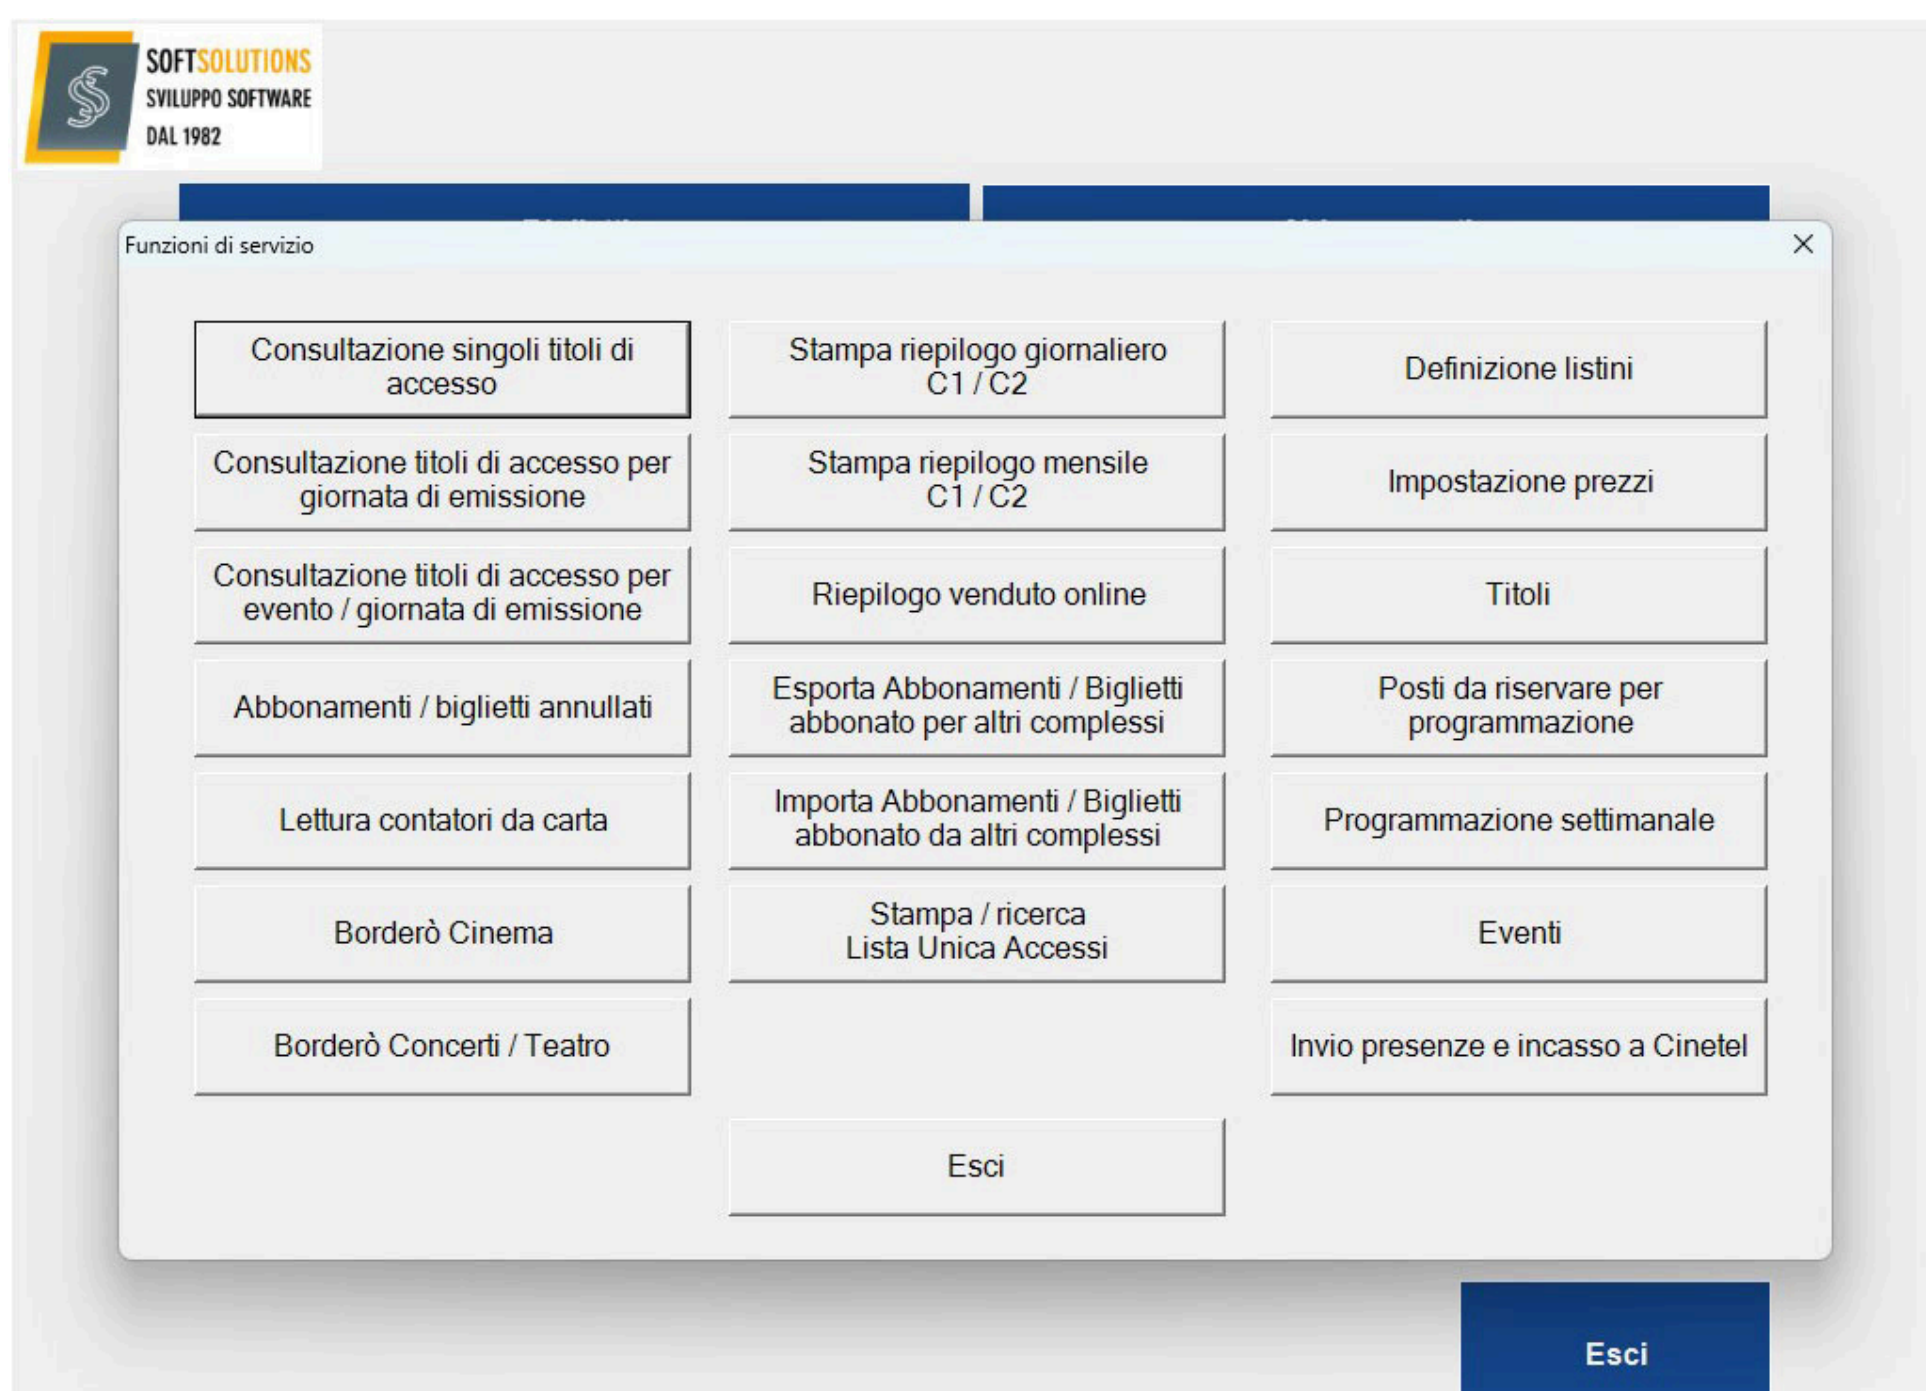 SOFTSOLUTIONS
SVILUPPO SOFTWARE
DAL 1982
Funzioni di servizio
Consultazione singoli titoli di
accesso
Stampa riepilogo giornaliero
C1 / C2
Definizione listini
Consultazione titoli di accesso per
giornata di emissione
Stampa riepilogo mensile
C1 / C2
Impostazione prezzi
Consultazione titoli di accesso per
evento / giornata di emissione
Riepilogo venduto online
Titoli
Abbonamenti / biglietti annullati
Esporta Abbonamenti / Biglietti
abbonato per altri complessi
Posti da riservare per
programmazione
Lettura contatori da carta
Importa Abbonamenti / Biglietti
abbonato da altri complessi
Programmazione settimanale
Borderò Cinema
Stampa / ricerca
Lista Unica Accessi
Eventi
Borderò Concerti / Teatro
Invio presenze e incasso a Cinetel
Esci
Esci